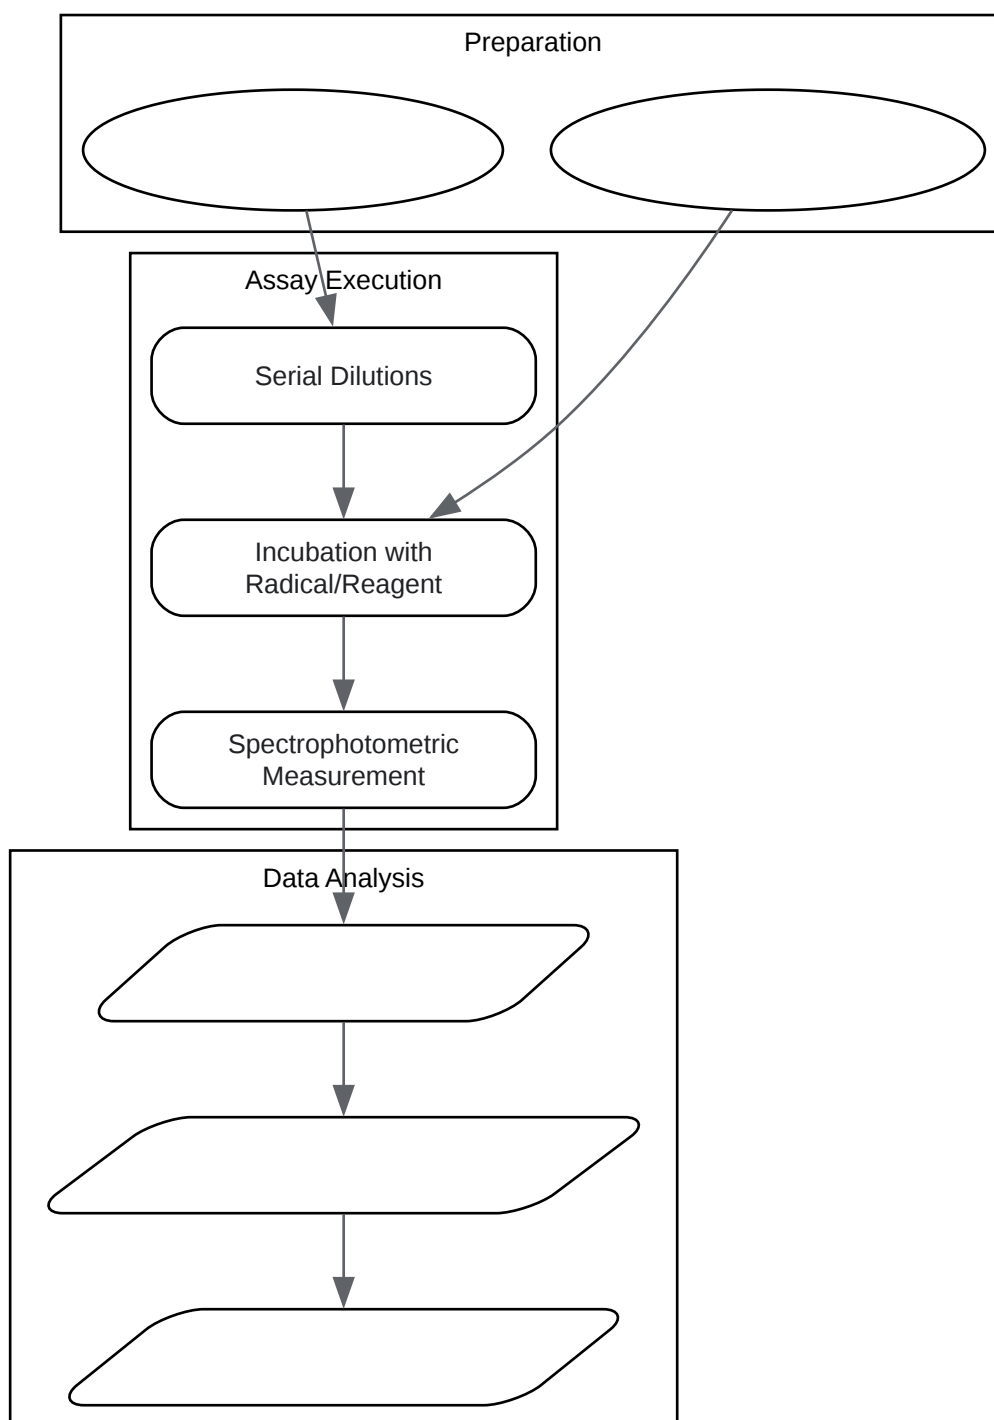 Preparation
Assay Execution
Serial Dilutions
Incubation with
Radical/Reagent
Spectrophotometric
Measurement
Data Analysis